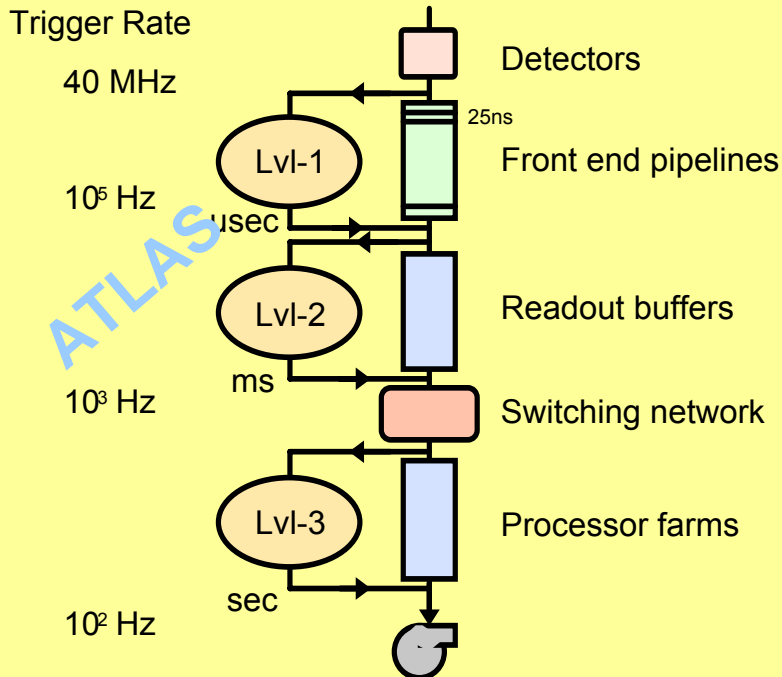 Trigger Rate
Detectors
40 MHz
25ns
Lvl-1
Front end pipelines
10⁵ Hz
usec
ATLAS
Lvl-2
Readout buffers
ms
10³ Hz
Switching network
Lvl-3
Processor farms
sec
10² Hz